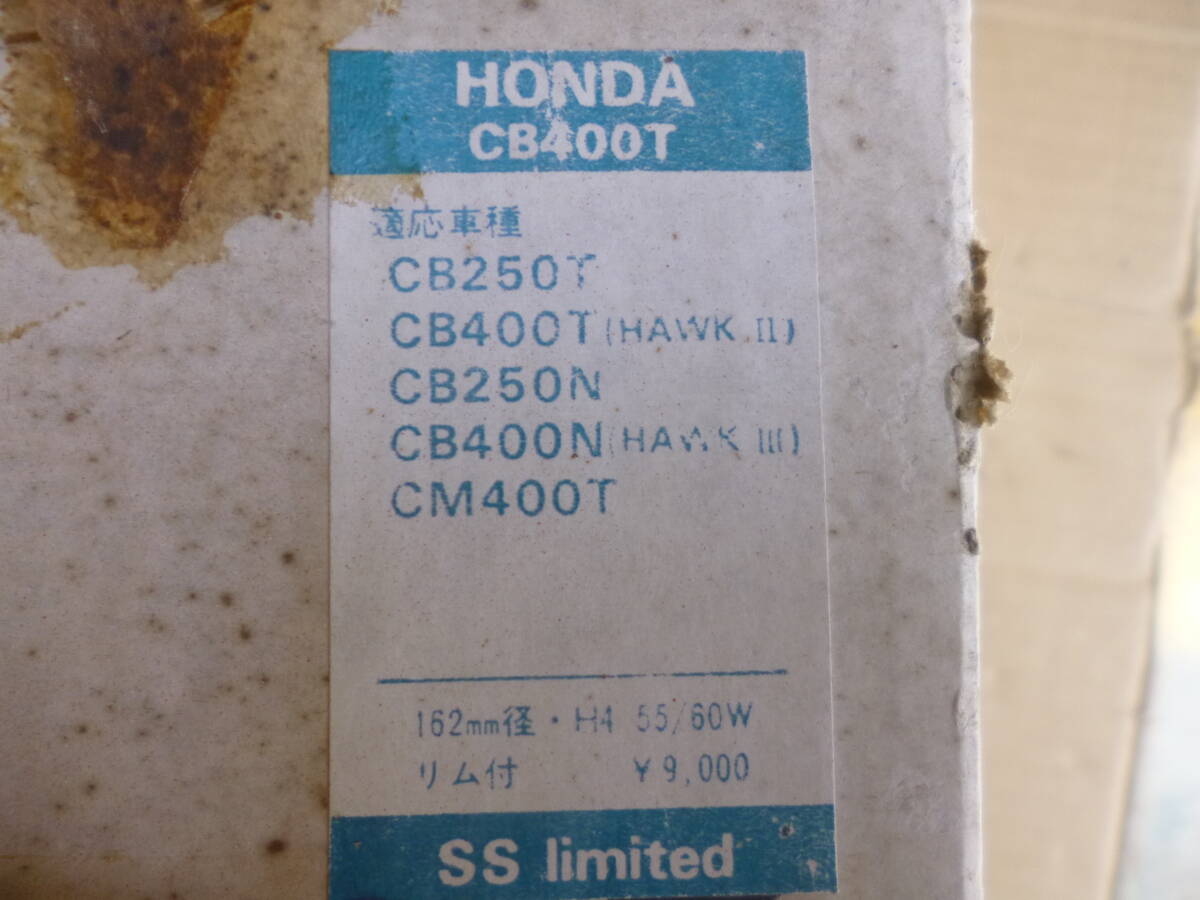 HONDA
CB400T
適応車種
CB250T
CB400T(HAWK II)
CB250N
CB400N(HAWK III)
CM400T
162mm径・H4 55/60W
リム付 ¥9,000
SS limited